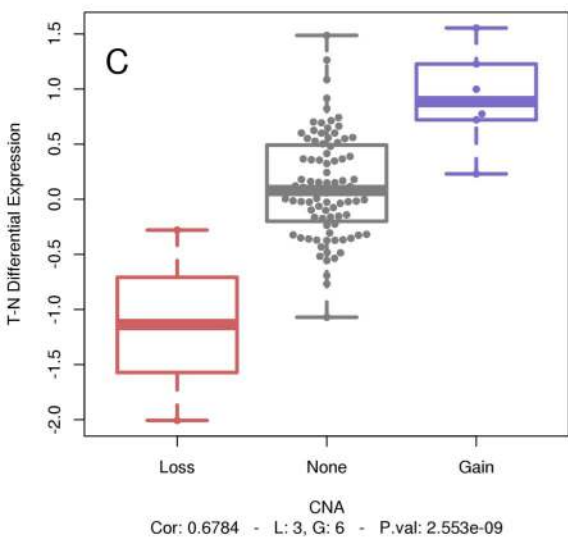 C
T-N Differential Expression
1.5
1.0
0.5
0.0
-0.5
-1.0
-1.5
-2.0
Loss None Gain
CNA
Cor: 0.6784 - L: 3, G: 6 - P.val: 2.553e-09